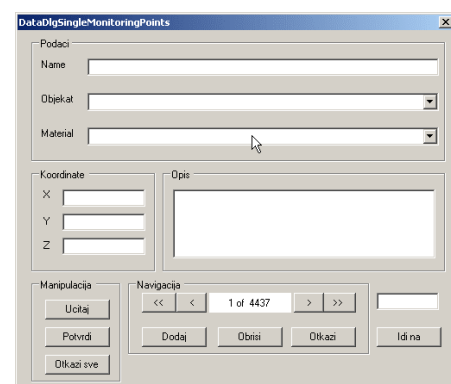 DataDlgSingleMonitoringPoints
Podaci
Name
Objekat
Material
Koordinate
X
Y
Z
Opis
Manipulacija
Ucitaj
Potvrdi
Otkazi sve
Navigacija
<< < 1 of 4437 > >>
Dodaj Obrisi Otkazi
Idi na